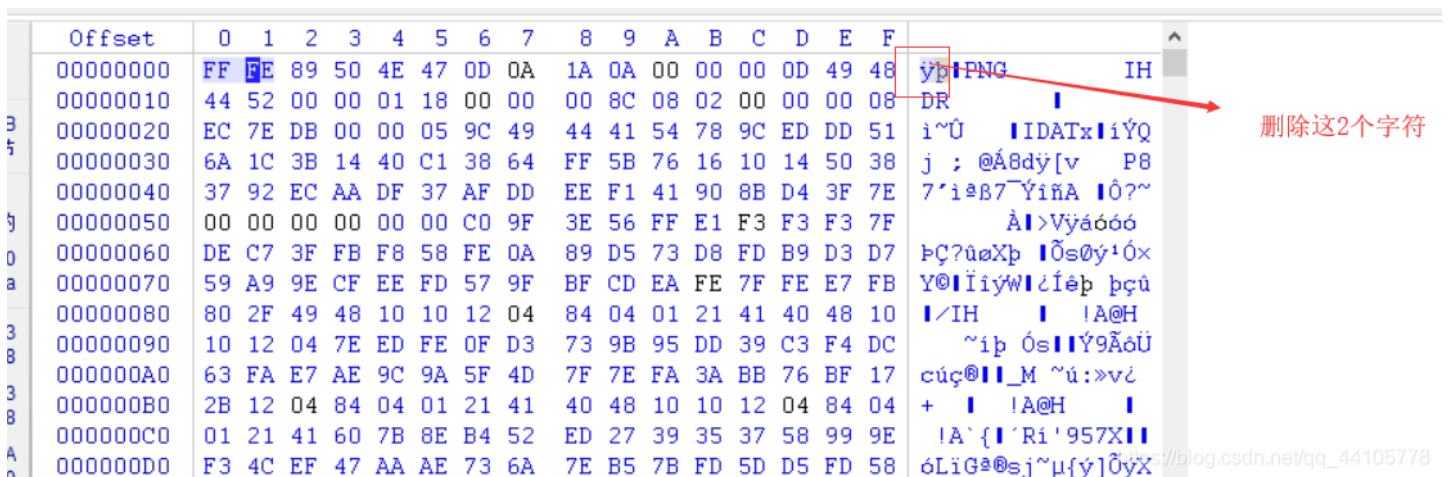 Offset 0 1 2 3 4 5 6 7 8 9 A B C D E F
00000000 FF FE 89 50 4E 47 0D 0A 1A 0A 00 00 00 0D 49 48 ÿþ PNG IH
00000010 44 52 00 00 01 18 00 00 00 8C 08 02 00 00 00 08 DR
删除这2个字符
00000020 EC 7E DB 00 00 05 9C 49 44 41 54 78 9C ED DD 51 ì~Û IDATx íÝQ
00000030 6A 1C 3B 14 40 C1 38 64 FF 5B 76 16 10 14 50 38 j ; @Á8dÿ[v P8
00000040 37 92 EC AA DF 37 AF DD EE F1 41 90 8B D4 3F 7E 7’ìªß7¯ÝîñA Ô?~
00000050 00 00 00 00 00 00 C0 9F 3E 56 FF E1 F3 F3 F3 7F À >Vÿáóóó
00000060 DE C7 3F FB F8 58 FE 0A 89 D5 73 D8 FD B9 D3 D7 ÞÇ?ûøXþ ÕsØý¹Ó×
00000070 59 A9 9E CF EE FD 57 9F BF CD EA FE 7F FE E7 FB Y© ÏîýW ¿Íêþ þçû
00000080 80 2F 49 48 10 10 12 04 84 04 01 21 41 40 48 10 /IH !A@H
00000090 10 12 04 7E ED FE 0F D3 73 9B 95 DD 39 C3 F4 DC ~íþ Ós Ý9ÃôÜ
000000A0 63 FA E7 AE 9C 9A 5F 4D 7F 7E FA 3A BB 76 BF 17 cúç® _M ~ú:»v¿
000000B0 2B 12 04 84 04 01 21 41 40 48 10 10 12 04 84 04 + !A@H
000000C0 01 21 41 60 7B 8E B4 52 ED 27 39 35 37 58 99 9E !A`{ ´Rí'957X
000000D0 F3 4C EF 47 AA AE 73 6A 7E B5 7B FD 5D D5 FD 58 óLïGª®sj~µ{ý]ÕýX
https://blog.csdn.net/qq_44105778